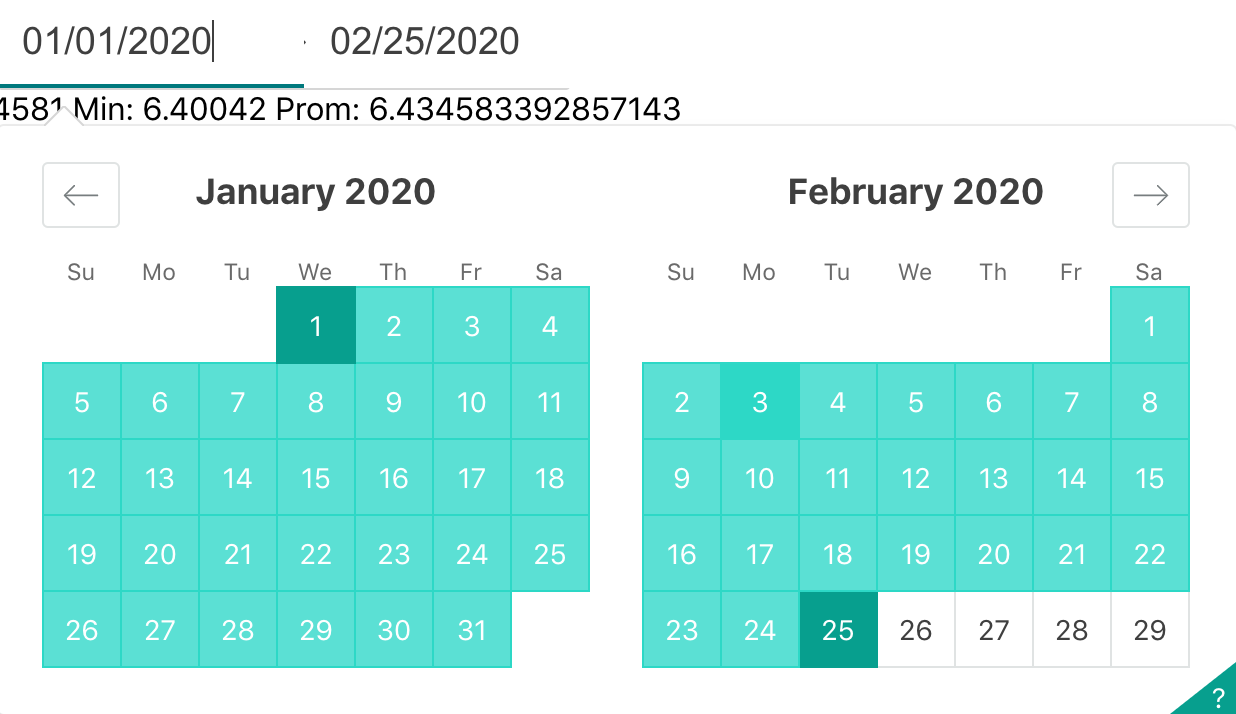 01/01/2020 02/25/2020
4581 Min: 6.40042 Prom: 6.434583392857143
January 2020 February 2020
Su Mo Tu We Th Fr Sa Su Mo Tu We Th Fr Sa
1 2 3 4 1
5 6 7 8 9 10 11 2 3 4 5 6 7 8
12 13 14 15 16 17 18 9 10 11 12 13 14 15
19 20 21 22 23 24 25 16 17 18 19 20 21 22
26 27 28 29 30 31 23 24 25 26 27 28 29
?